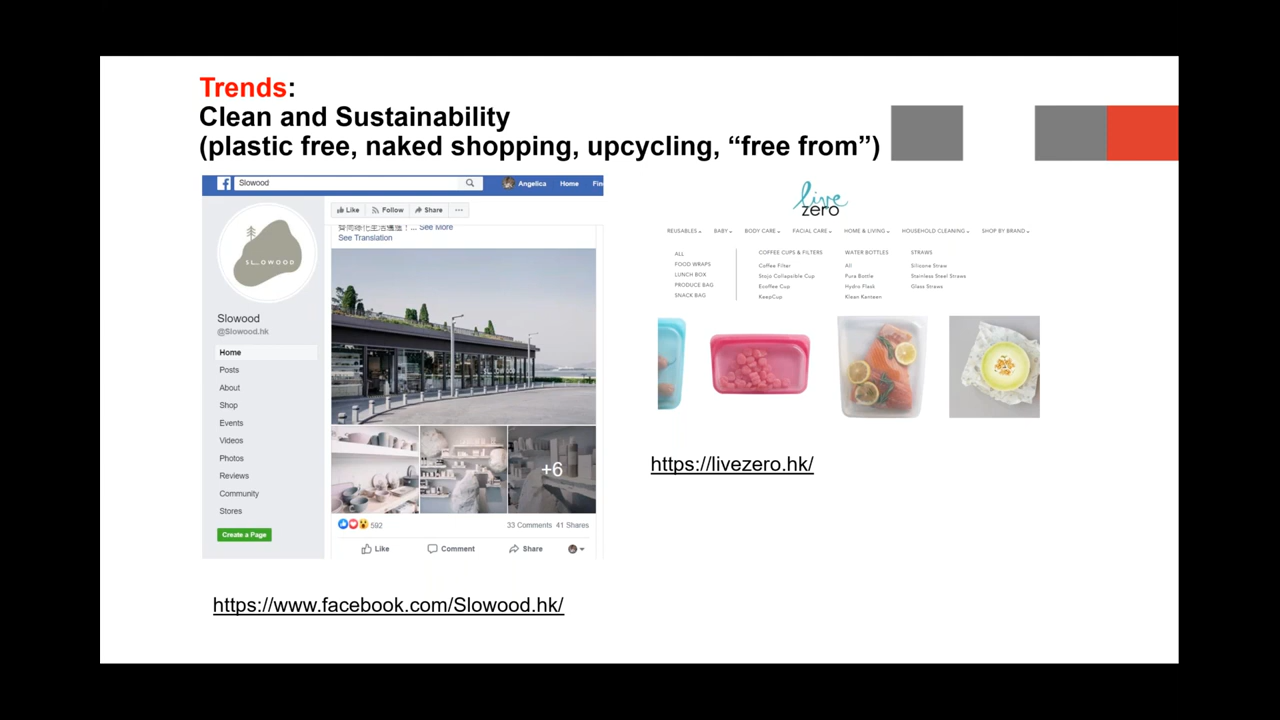 Trends:
Clean and Sustainability
(plastic free, naked shopping, upcycling, “free from”)
Slowood
Angelica
Home
Fin
Like
Follow
Share
See More
See Translation
SL_OWOOD
Slowood
@Slowood.hk
Home
Posts
About
Shop
Events
Videos
Photos
Reviews
Community
Stores
Create a Page
+6
592
33 Comments 41 Shares
Like
Comment
Share
https://www.facebook.com/Slowood.hk/
live
zero
REUSABLES
BABY
BODY CARE
FACIAL CARE
HOME & LIVING
HOUSEHOLD CLEANING
SHOP BY BRAND
ALL
FOOD WRAPS
LUNCH BOX
PRODUCE BAG
SNACK BAG
COFFEE CUPS & FILTERS
Coffee Filter
Stojo Collapsible Cup
Ecoffee Cup
KeepCup
WATER BOTTLES
All
Pura Bottle
Hydro Flask
Klean Kanteen
STRAWS
Silicone Straw
Stainless Steel Straws
Glass Straws
https://livezero.hk/